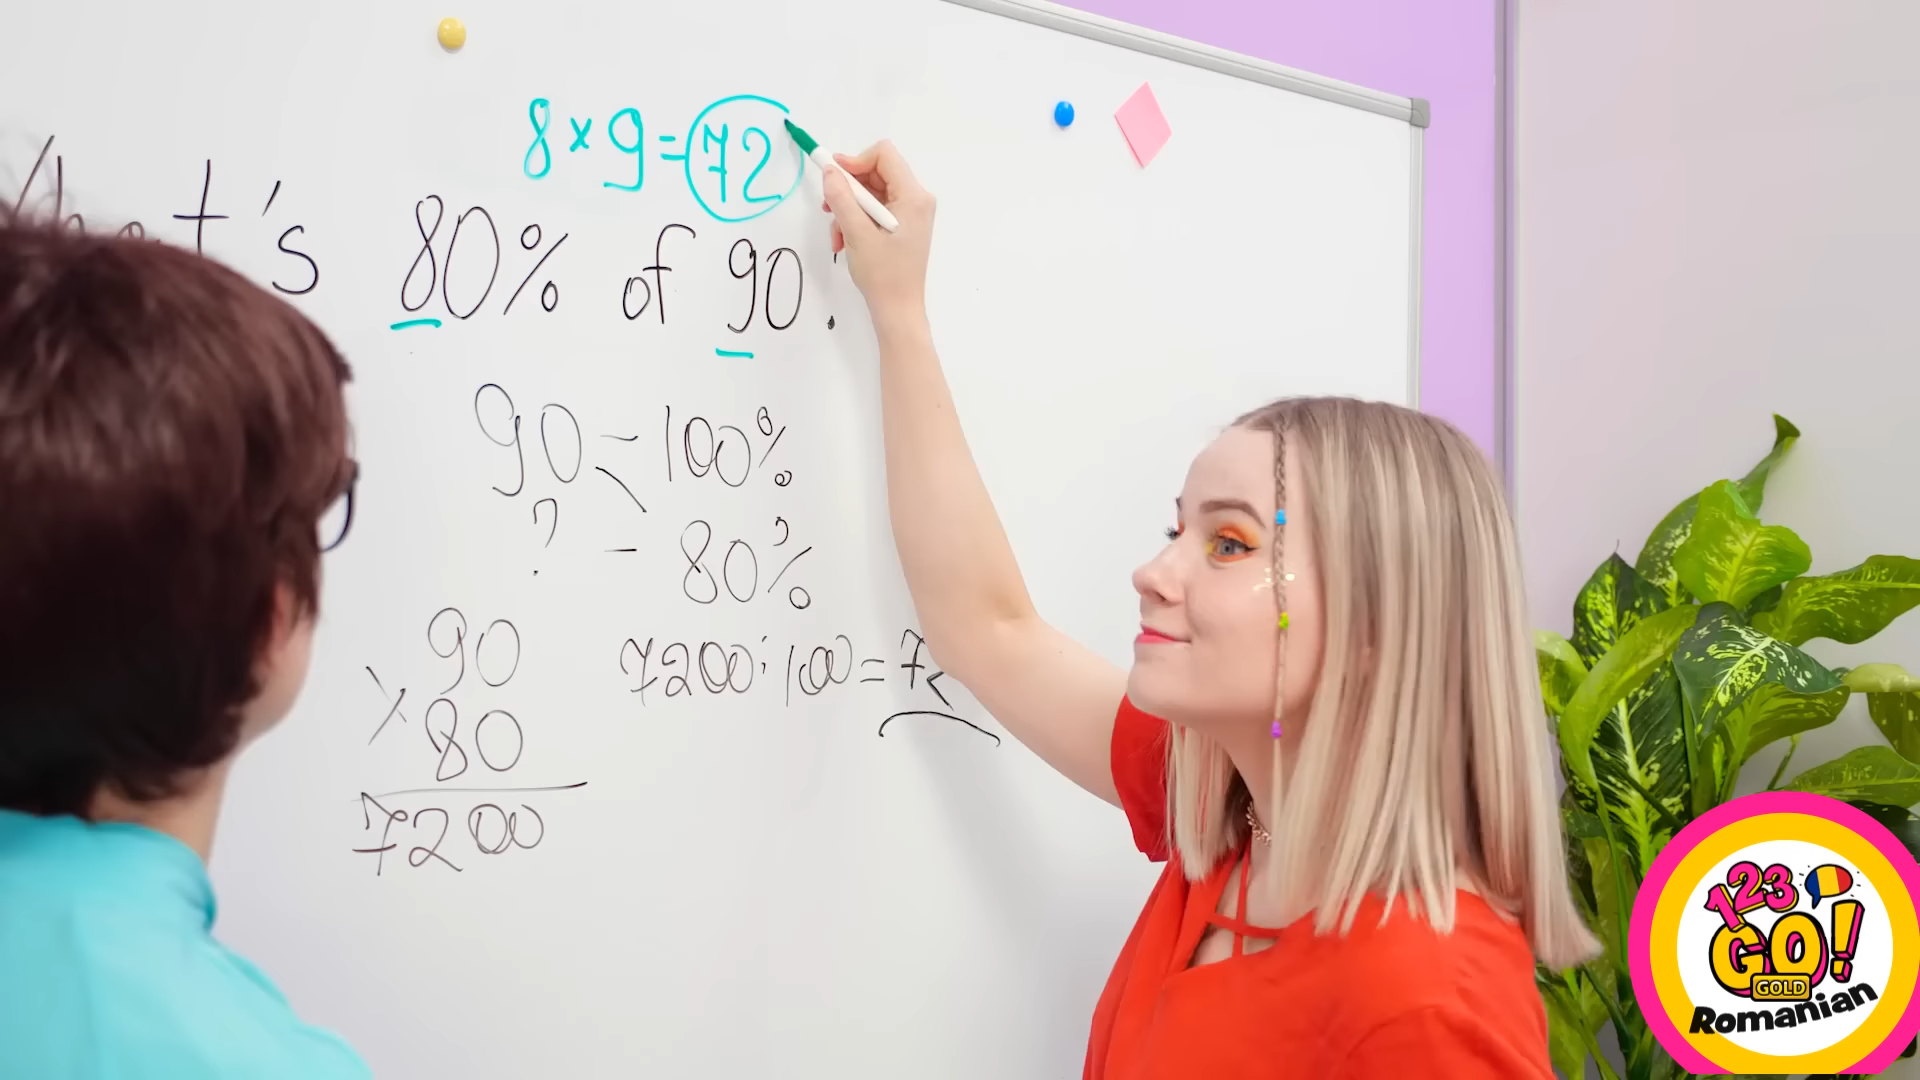 8 × 9 = 72
What's 80% of 90?
90 - 100%
? - 80%
90
× 80
7200
7200 : 100 = 72
123
GO!
GOLD
Romanian